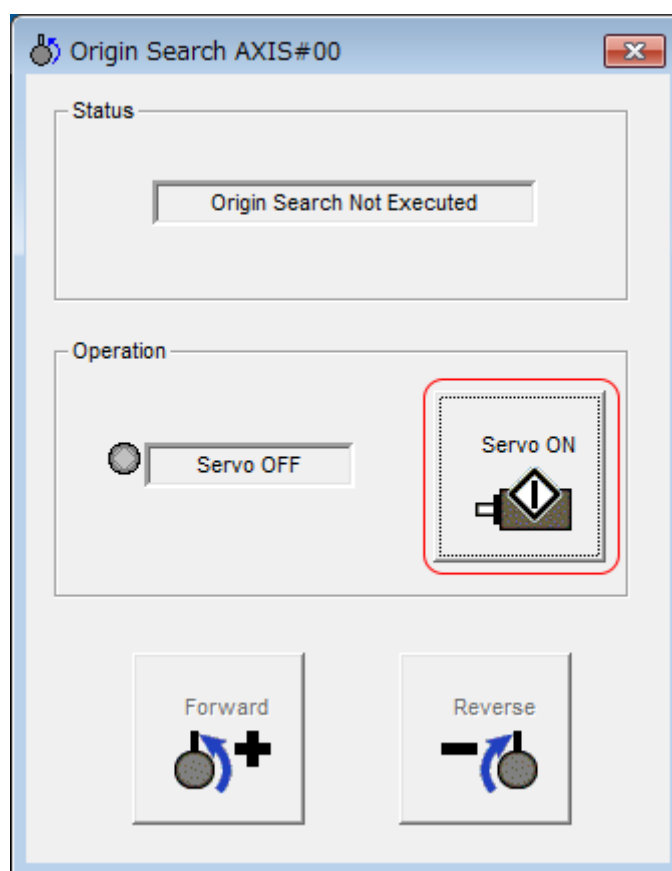 Origin Search AXIS#00
Status
Origin Search Not Executed
Operation
Servo OFF
Servo ON
Forward
Reverse